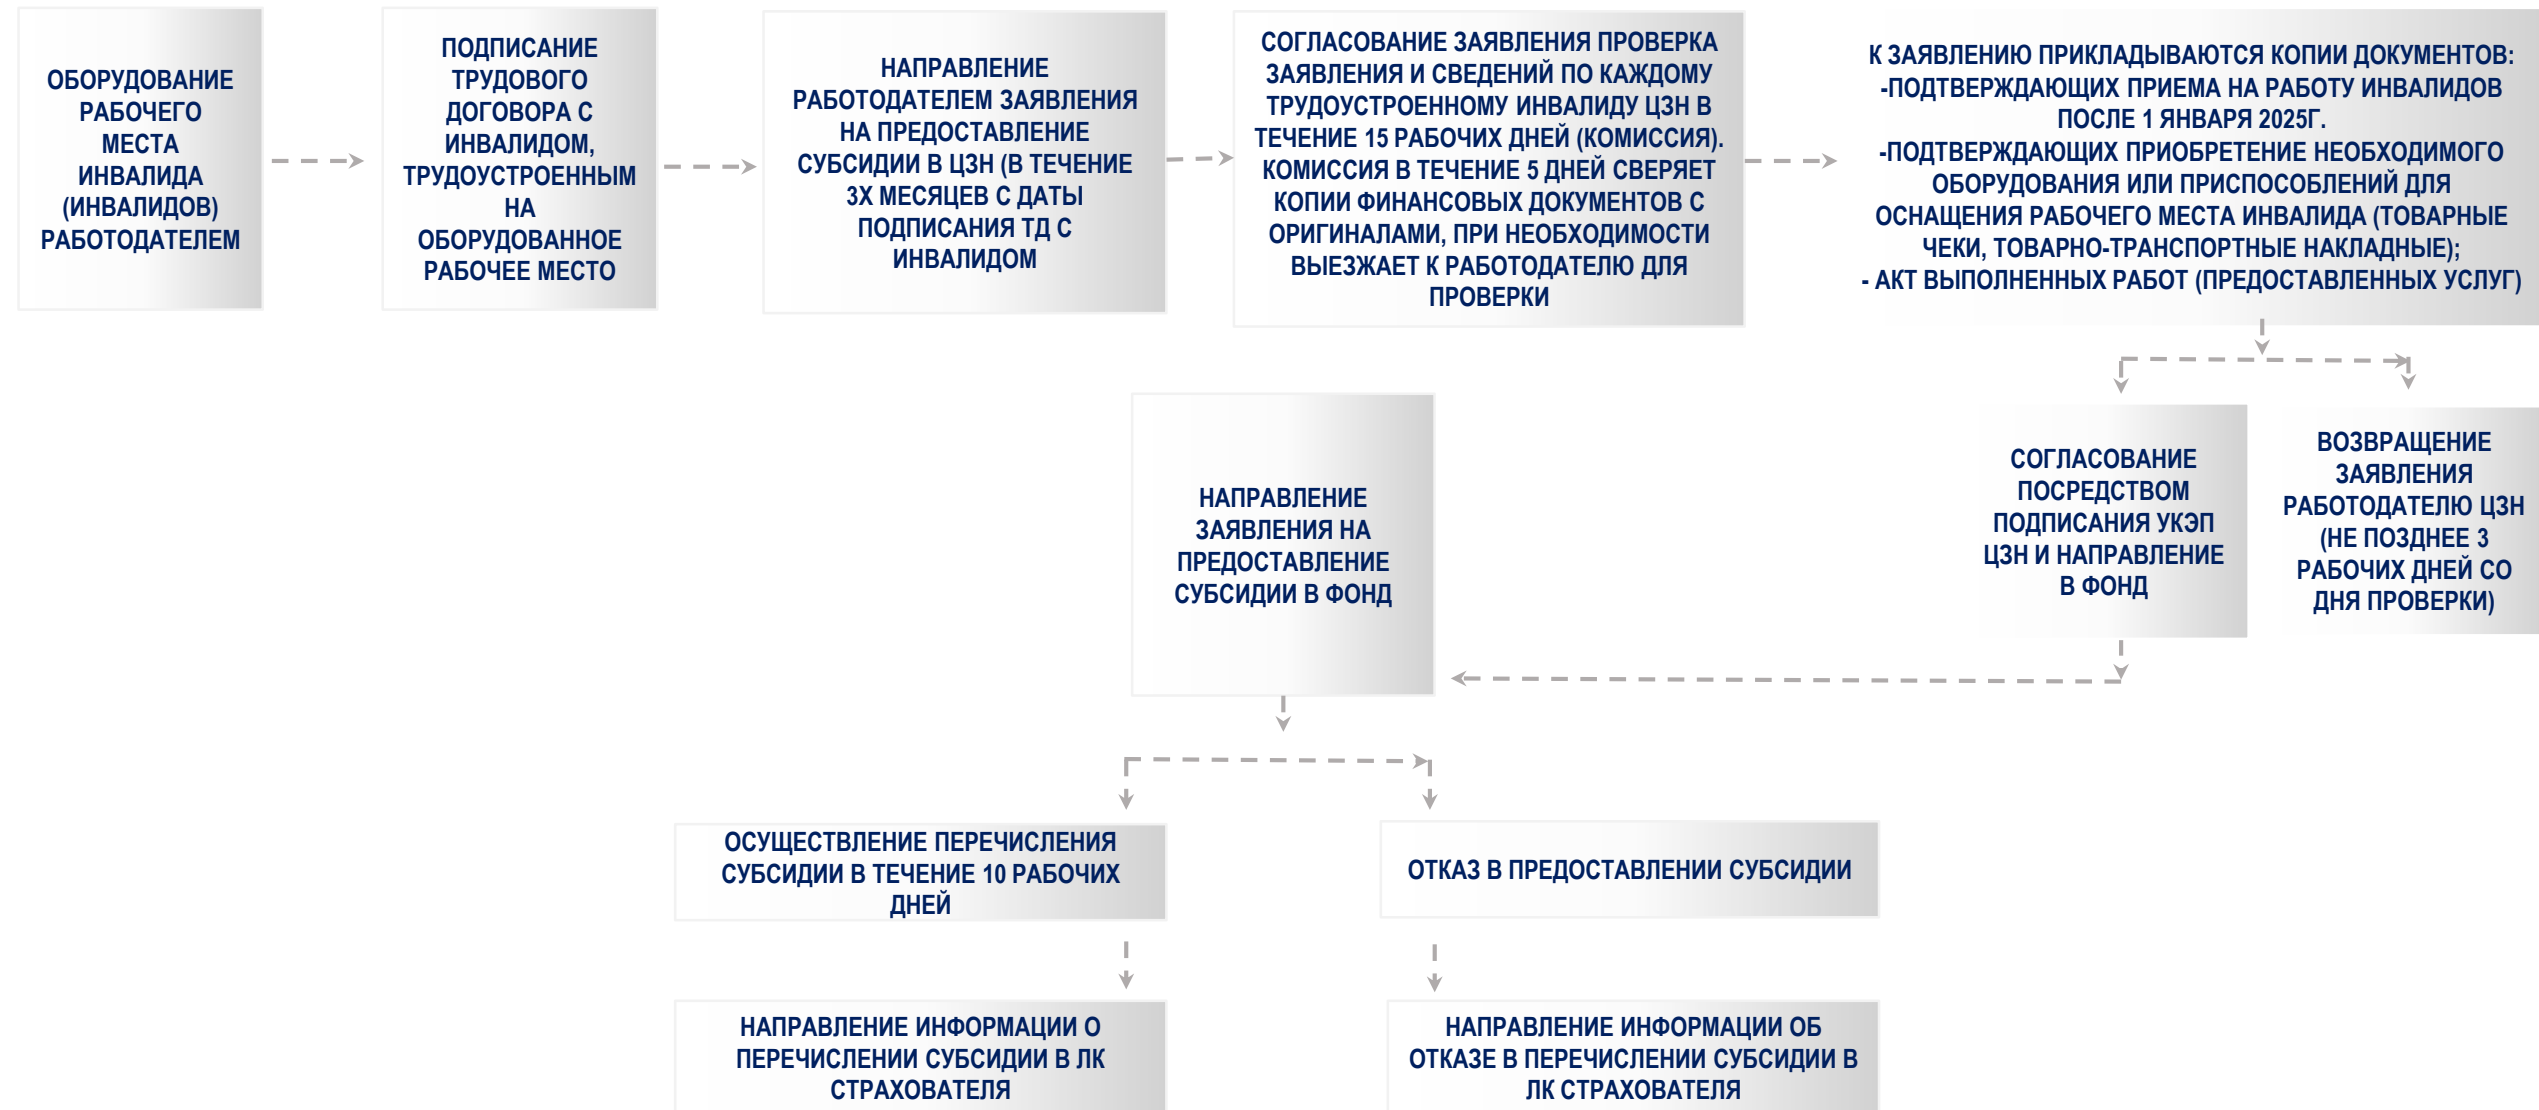 ОБОРУДОВАНИЕ
РАБОЧЕГО
МЕСТА
ИНВАЛИДА
(ИНВАЛИДОВ)
РАБОТОДАТЕЛЕМ
ПОДПИСАНИЕ
ТРУДОВОГО
ДОГОВОРА С
ИНВАЛИДОМ,
ТРУДОУСТРОЕННЫМ
НА
ОБОРУДОВАННОЕ
РАБОЧЕЕ МЕСТО
НАПРАВЛЕНИЕ
РАБОТОДАТЕЛЕМ ЗАЯВЛЕНИЯ
НА ПРЕДОСТАВЛЕНИЕ
СУБСИДИИ В ЦЗН (В ТЕЧЕНИЕ
3Х МЕСЯЦЕВ С ДАТЫ
ПОДПИСАНИЯ ТД С
ИНВАЛИДОМ
СОГЛАСОВАНИЕ ЗАЯВЛЕНИЯ ПРОВЕРКА
ЗАЯВЛЕНИЯ И СВЕДЕНИЙ ПО КАЖДОМУ
ТРУДОУСТРОЕННОМУ ИНВАЛИДУ ЦЗН В
ТЕЧЕНИЕ 15 РАБОЧИХ ДНЕЙ (КОМИССИЯ).
КОМИССИЯ В ТЕЧЕНИЕ 5 ДНЕЙ СВЕРЯЕТ
КОПИИ ФИНАНСОВЫХ ДОКУМЕНТОВ С
ОРИГИНАЛАМИ, ПРИ НЕОБХОДИМОСТИ
ВЫЕЗЖАЕТ К РАБОТОДАТЕЛЮ ДЛЯ
ПРОВЕРКИ
К ЗАЯВЛЕНИЮ ПРИКЛАДЫВАЮТСЯ КОПИИ ДОКУМЕНТОВ:
-ПОДТВЕРЖДАЮЩИХ ПРИЕМА НА РАБОТУ ИНВАЛИДОВ
ПОСЛЕ 1 ЯНВАРЯ 2025Г.
-ПОДТВЕРЖДАЮЩИХ ПРИОБРЕТЕНИЕ НЕОБХОДИМОГО
ОБОРУДОВАНИЯ ИЛИ ПРИСПОСОБЛЕНИЙ ДЛЯ
ОСНАЩЕНИЯ РАБОЧЕГО МЕСТА ИНВАЛИДА (ТОВАРНЫЕ
ЧЕКИ, ТОВАРНО-ТРАНСПОРТНЫЕ НАКЛАДНЫЕ);
- АКТ ВЫПОЛНЕННЫХ РАБОТ (ПРЕДОСТАВЛЕННЫХ УСЛУГ)
НАПРАВЛЕНИЕ
ЗАЯВЛЕНИЯ НА
ПРЕДОСТАВЛЕНИЕ
СУБСИДИИ В ФОНД
СОГЛАСОВАНИЕ
ПОСРЕДСТВОМ
ПОДПИСАНИЯ УКЭП
ЦЗН И НАПРАВЛЕНИЕ
В ФОНД
ВОЗВРАЩЕНИЕ
ЗАЯВЛЕНИЯ
РАБОТОДАТЕЛЮ ЦЗН
(НЕ ПОЗДНЕЕ 3
РАБОЧИХ ДНЕЙ СО
ДНЯ ПРОВЕРКИ)
ОСУЩЕСТВЛЕНИЕ ПЕРЕЧИСЛЕНИЯ
СУБСИДИИ В ТЕЧЕНИЕ 10 РАБОЧИХ
ДНЕЙ
ОТКАЗ В ПРЕДОСТАВЛЕНИИ СУБСИДИИ
НАПРАВЛЕНИЕ ИНФОРМАЦИИ О
ПЕРЕЧИСЛЕНИИ СУБСИДИИ В ЛК
СТРАХОВАТЕЛЯ
НАПРАВЛЕНИЕ ИНФОРМАЦИИ ОБ
ОТКАЗЕ В ПЕРЕЧИСЛЕНИИ СУБСИДИИ В
ЛК СТРАХОВАТЕЛЯ